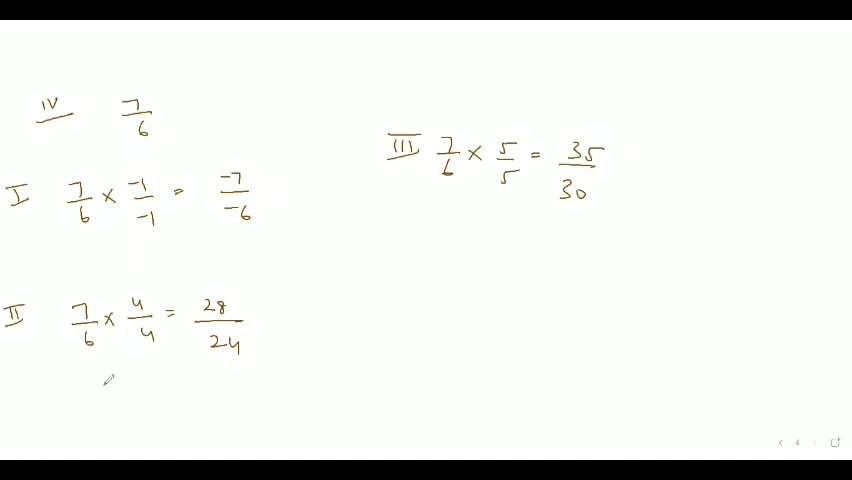 IV 7/6
I 7/6 × -1/-1 = -7/-6
II 7/6 × 4/4 = 28/24
III 7/6 × 5/5 = 35/30
4